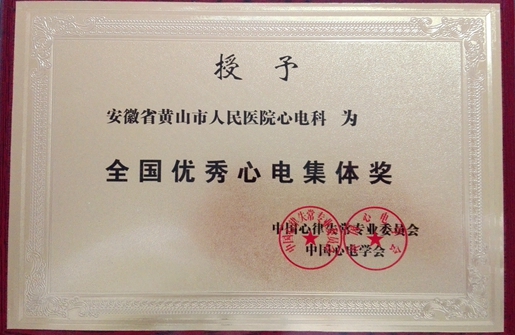 授予
安徽省黄山市人民医院心电科 为
全国优秀心电集体奖
中国心律失常专业委员会
中国心电学会